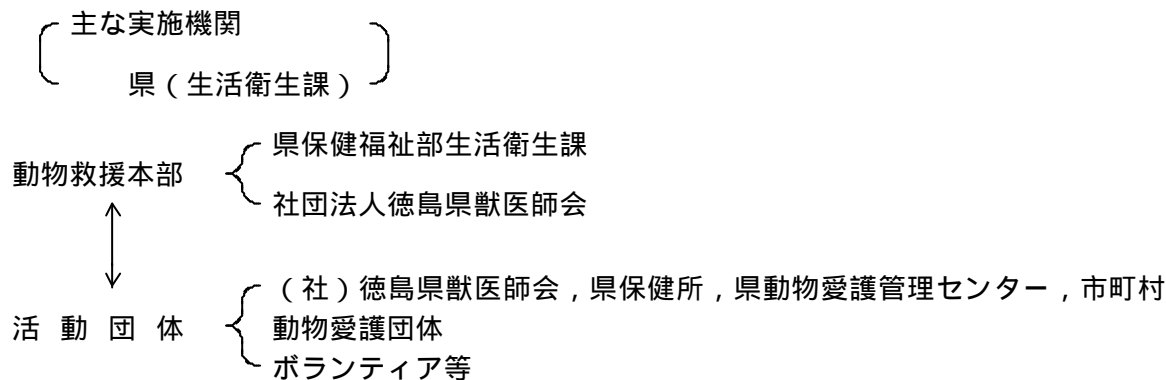 主な実施機関
県（生活衛生課）
県保健福祉部生活衛生課
動物救援本部
社団法人徳島県獣医師会
（社）徳島県獣医師会，県保健所，県動物愛護管理センター，市町村
活動団体
動物愛護団体
ボランティア等